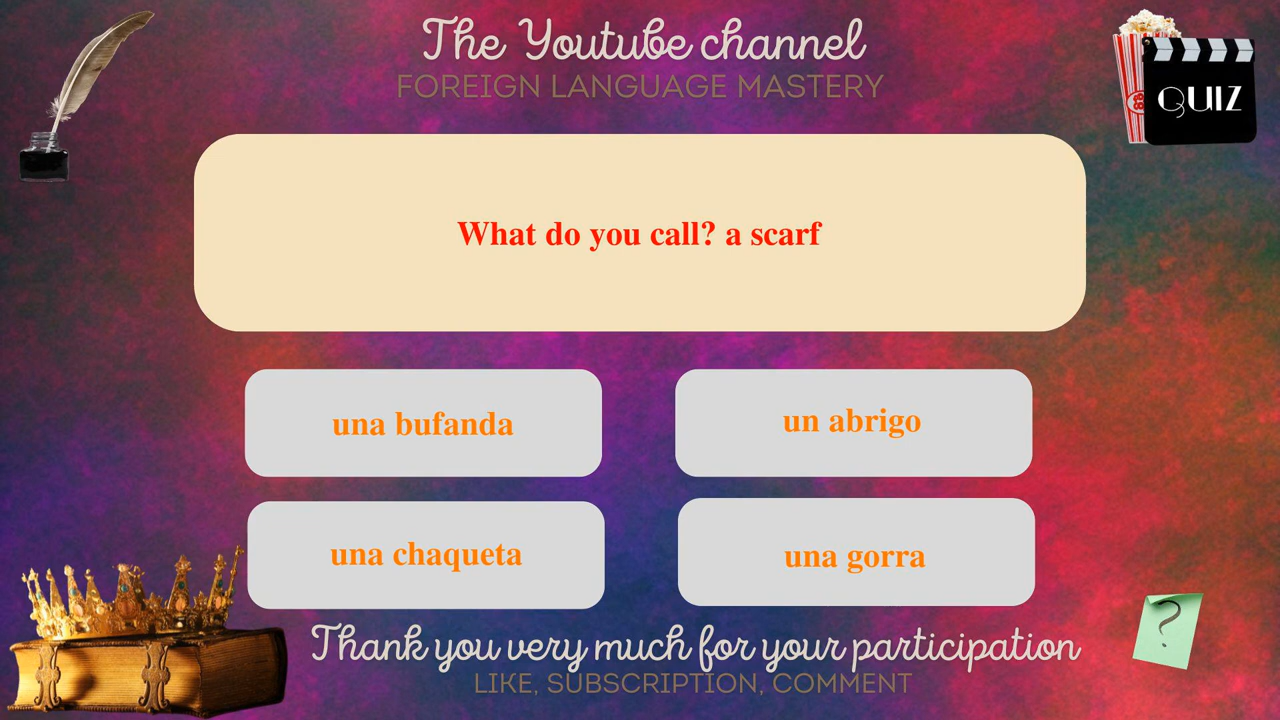 The Youtube channel
FOREIGN LANGUAGE MASTERY
QUIZ
What do you call? a scarf
una bufanda
un abrigo
una chaqueta
una gorra
?
Thank you very much for your participation
LIKE, SUBSCRIPTION, COMMENT